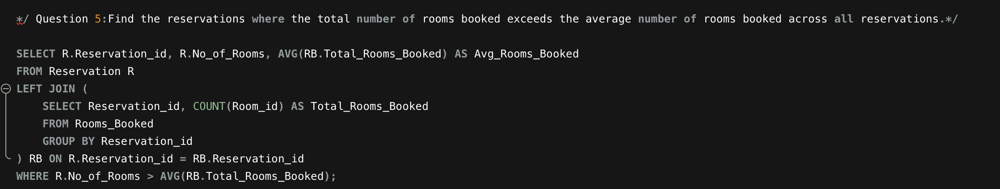 */ Question 5:Find the reservations where the total number of rooms booked exceeds the average number of rooms booked across all reservations.*/
SELECT R.Reservation_id, R.No_of_Rooms, AVG(RB.Total_Rooms_Booked) AS Avg_Rooms_Booked
FROM Reservation R
LEFT JOIN (
    SELECT Reservation_id, COUNT(Room_id) AS Total_Rooms_Booked
    FROM Rooms_Booked
    GROUP BY Reservation_id
) RB ON R.Reservation_id = RB.Reservation_id
WHERE R.No_of_Rooms > AVG(RB.Total_Rooms_Booked);